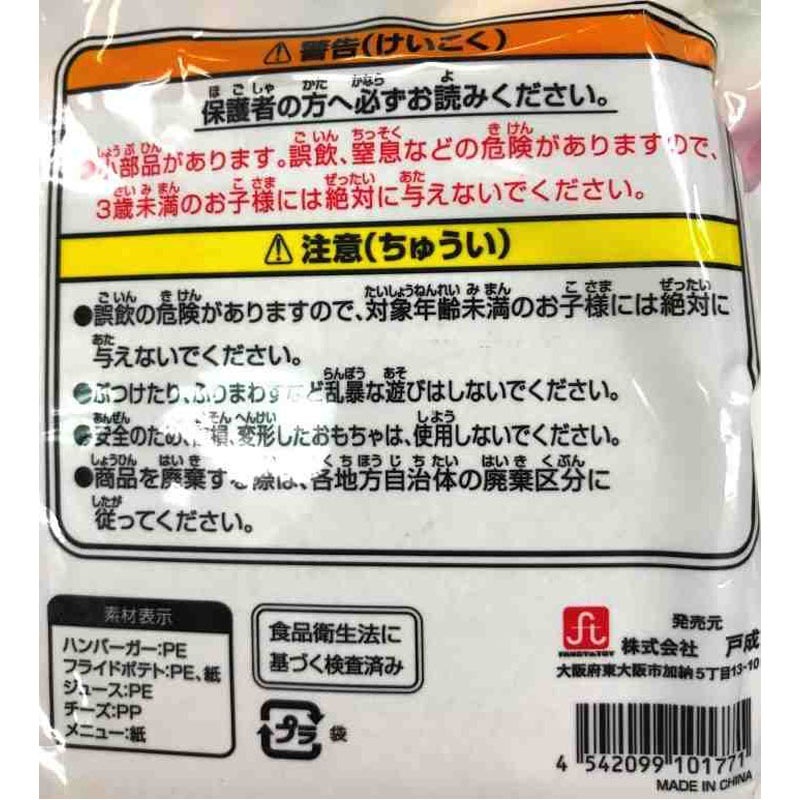 ⚠ 警告(けいこく)
保護者の方へ必ずお読みください。
●小部品があります。誤飲、窒息などの危険がありますので、
3歳未満のお子様には絶対に与えないでください。
⚠ 注意(ちゅうい)
●誤飲の危険がありますので、対象年齢未満のお子様には絶対に
与えないでください。
●ぶつけたり、ふりまわすなど乱暴な遊びはしないでください。
●安全のため、破損、変形したおもちゃは、使用しないでください。
●商品を廃棄する際は、各地方自治体の廃棄区分に
従ってください。
素材表示
ハンバーガー:PE
フライドポテト:PE、紙
ジュース:PE
チーズ:PP
メニュー:紙
食品衛生法に
基づく検査済み
プラ 袋
発売元
株式会社 戸成
大阪府東大阪市加納5丁目13-10
4 542099 101771
MADE IN CHINA